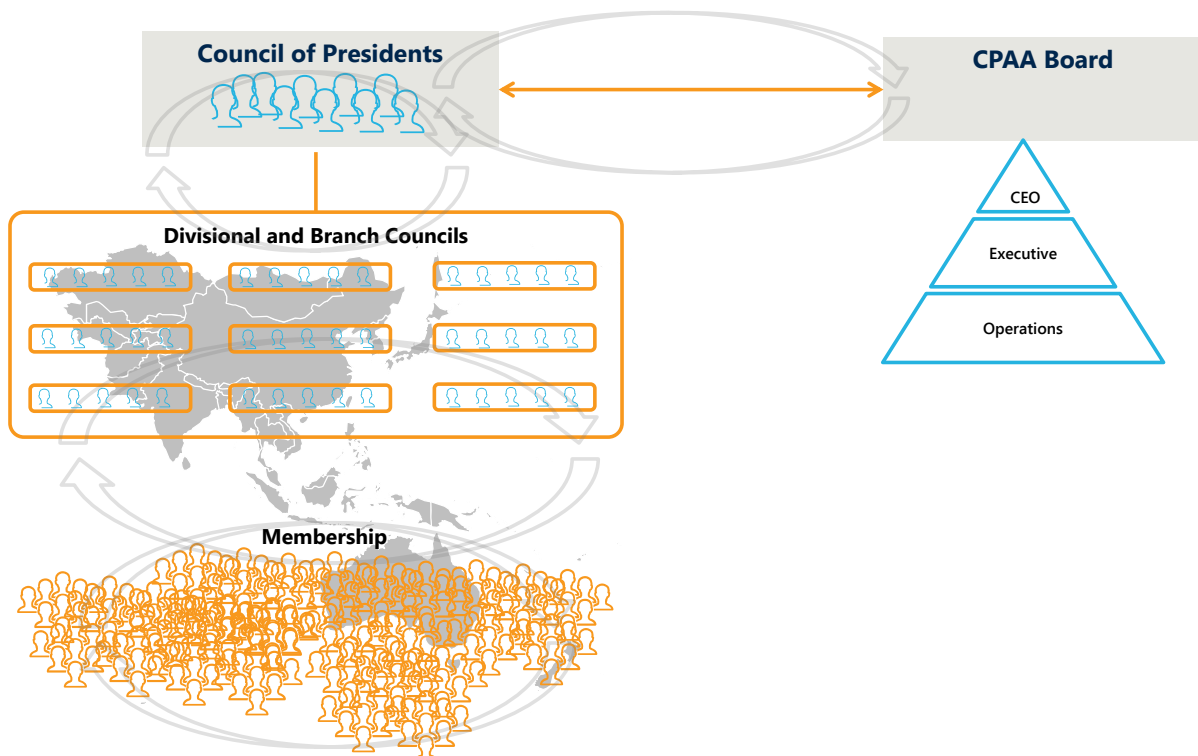 Council of Presidents
CPAA Board
CEO
Divisional and Branch Councils
Executive
Operations
Membership